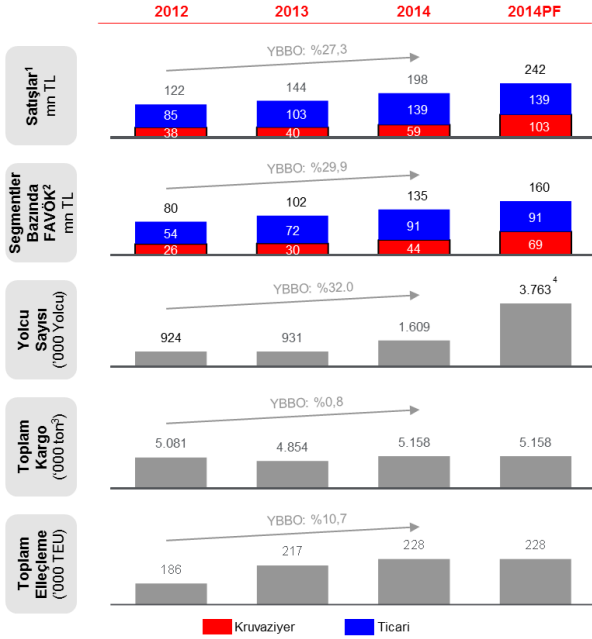 2012 2013 2014 2014PF
Satışlar¹
mn TL
YBBO: %27,3
122 144 198 242
85 103 139 139
38 40 59 103
Segmentler
Bazında
FAVÖK²
mn TL
YBBO: %29,9
80 102 135 160
54 72 91 91
26 30 44 69
Yolcu
Sayısı
('000 Yolcu)
YBBO: %32.0
924 931 1.609 3.763 ⁴
Toplam
Kargo
('000 ton³)
YBBO: %0,8
5.081 4.854 5.158 5.158
Toplam
Elleçleme
('000 TEU)
YBBO: %10,7
186 217 228 228
Kruvaziyer Ticari